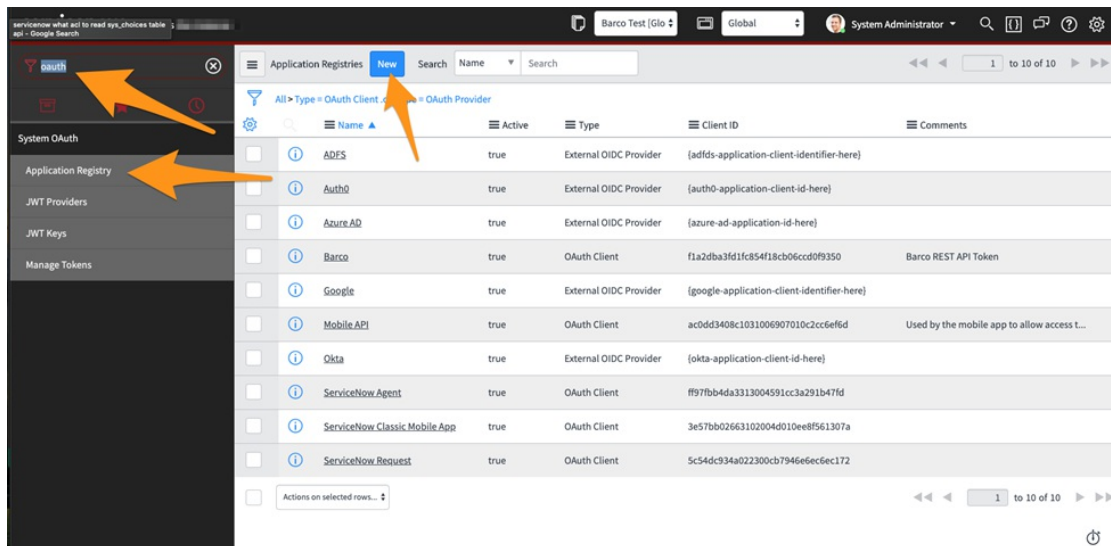 servicenow what acl to read sys_choices table
api - Google Search
Barco Test [Glo
Global
System Administrator
oauth
Application Registries
New
Search
Name
Search
1 to 10 of 10
All>Type = OAuth Client .o
= OAuth Provider
System OAuth
Application Registry
JWT Providers
JWT Keys
Manage Tokens
Name Active Type Client ID Comments
ADFS true External OIDC Provider {adfds-application-client-identifier-here}
Auth0 true External OIDC Provider {auth0-application-client-id-here}
Azure AD true External OIDC Provider {azure-ad-application-id-here}
Barco true OAuth Client f1a2dba3fd1fc854f18cb06ccd0f9350 Barco REST API Token
Google true External OIDC Provider {google-application-client-identifier-here}
Mobile API true OAuth Client ac0dd3408c1031006907010c2cc6ef6d Used by the mobile app to allow access t...
Okta true External OIDC Provider {okta-application-client-id-here}
ServiceNow Agent true OAuth Client ff97fbb4da3313004591cc3a291b47fd
ServiceNow Classic Mobile App true OAuth Client 3e57bb02663102004d010ee8f561307a
ServiceNow Request true OAuth Client 5c54dc934a022300cb7946e6ec6ec172
Actions on selected rows...
1 to 10 of 10